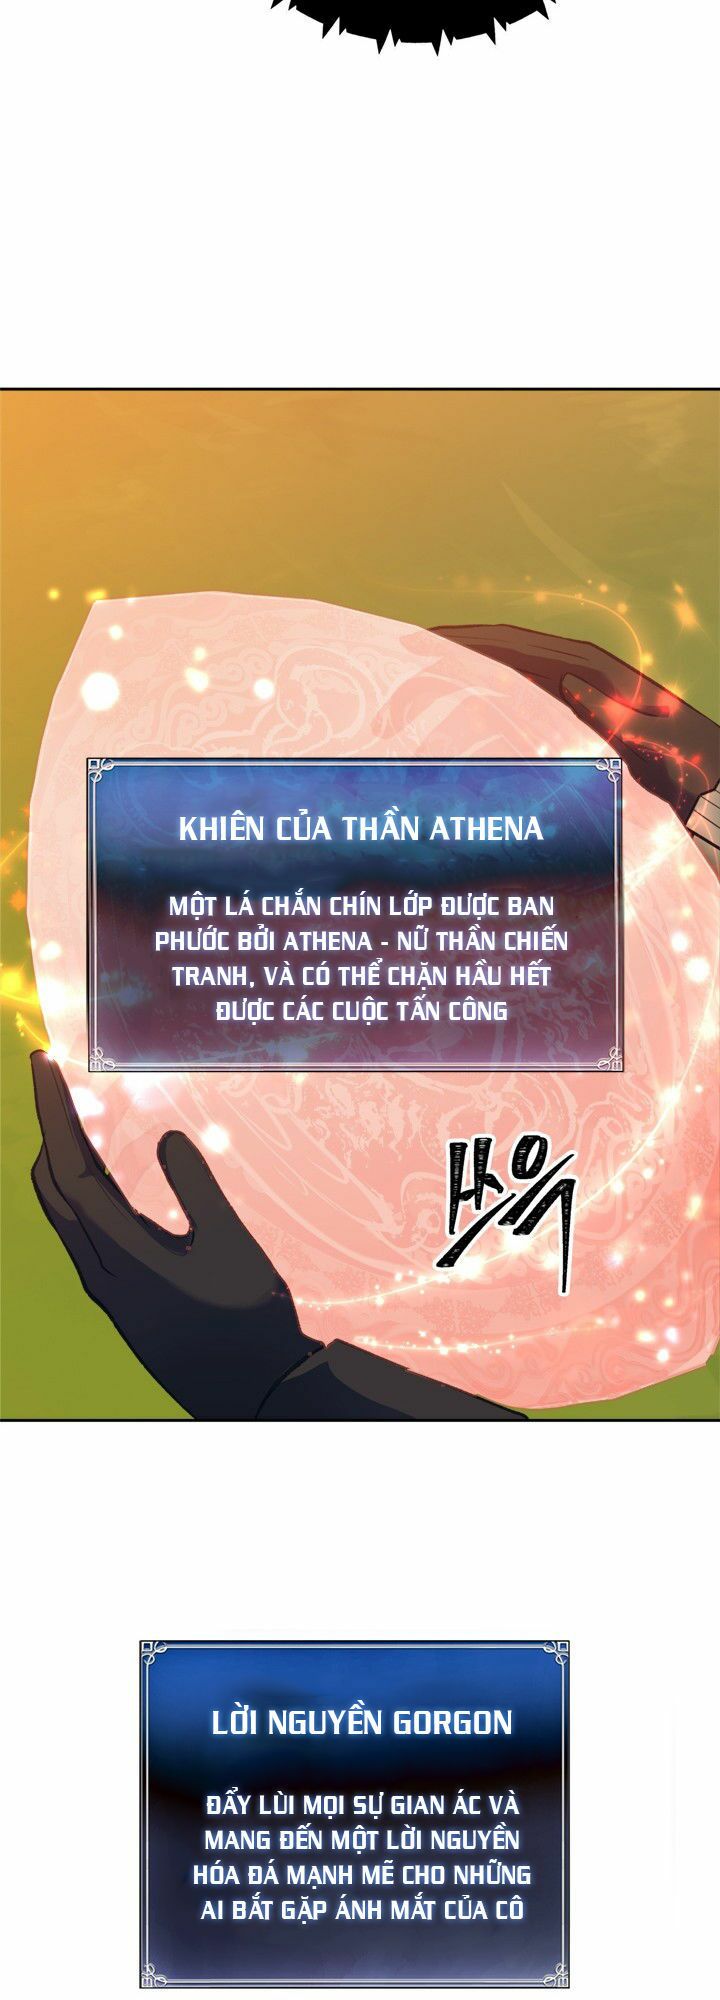 KHIÊN CỦA THẦN ATHENA
MỘT LÁ CHẮN CHÍN LỚP ĐƯỢC BAN
PHƯỚC BỞI ATHENA - NỮ THẦN CHIẾN
TRANH, VÀ CÓ THỂ CHẶN HẦU HẾT
ĐƯỢC CÁC CUỘC TẤN CÔNG
LỜI NGUYỀN GORGON
ĐẨY LÙI MỌI SỰ GIAN ÁC VÀ
MANG ĐẾN MỘT LỜI NGUYỀN
HÓA ĐÁ MẠNH MẼ CHO NHỮNG
AI BẮT GẶP ÁNH MẮT CỦA CÔ